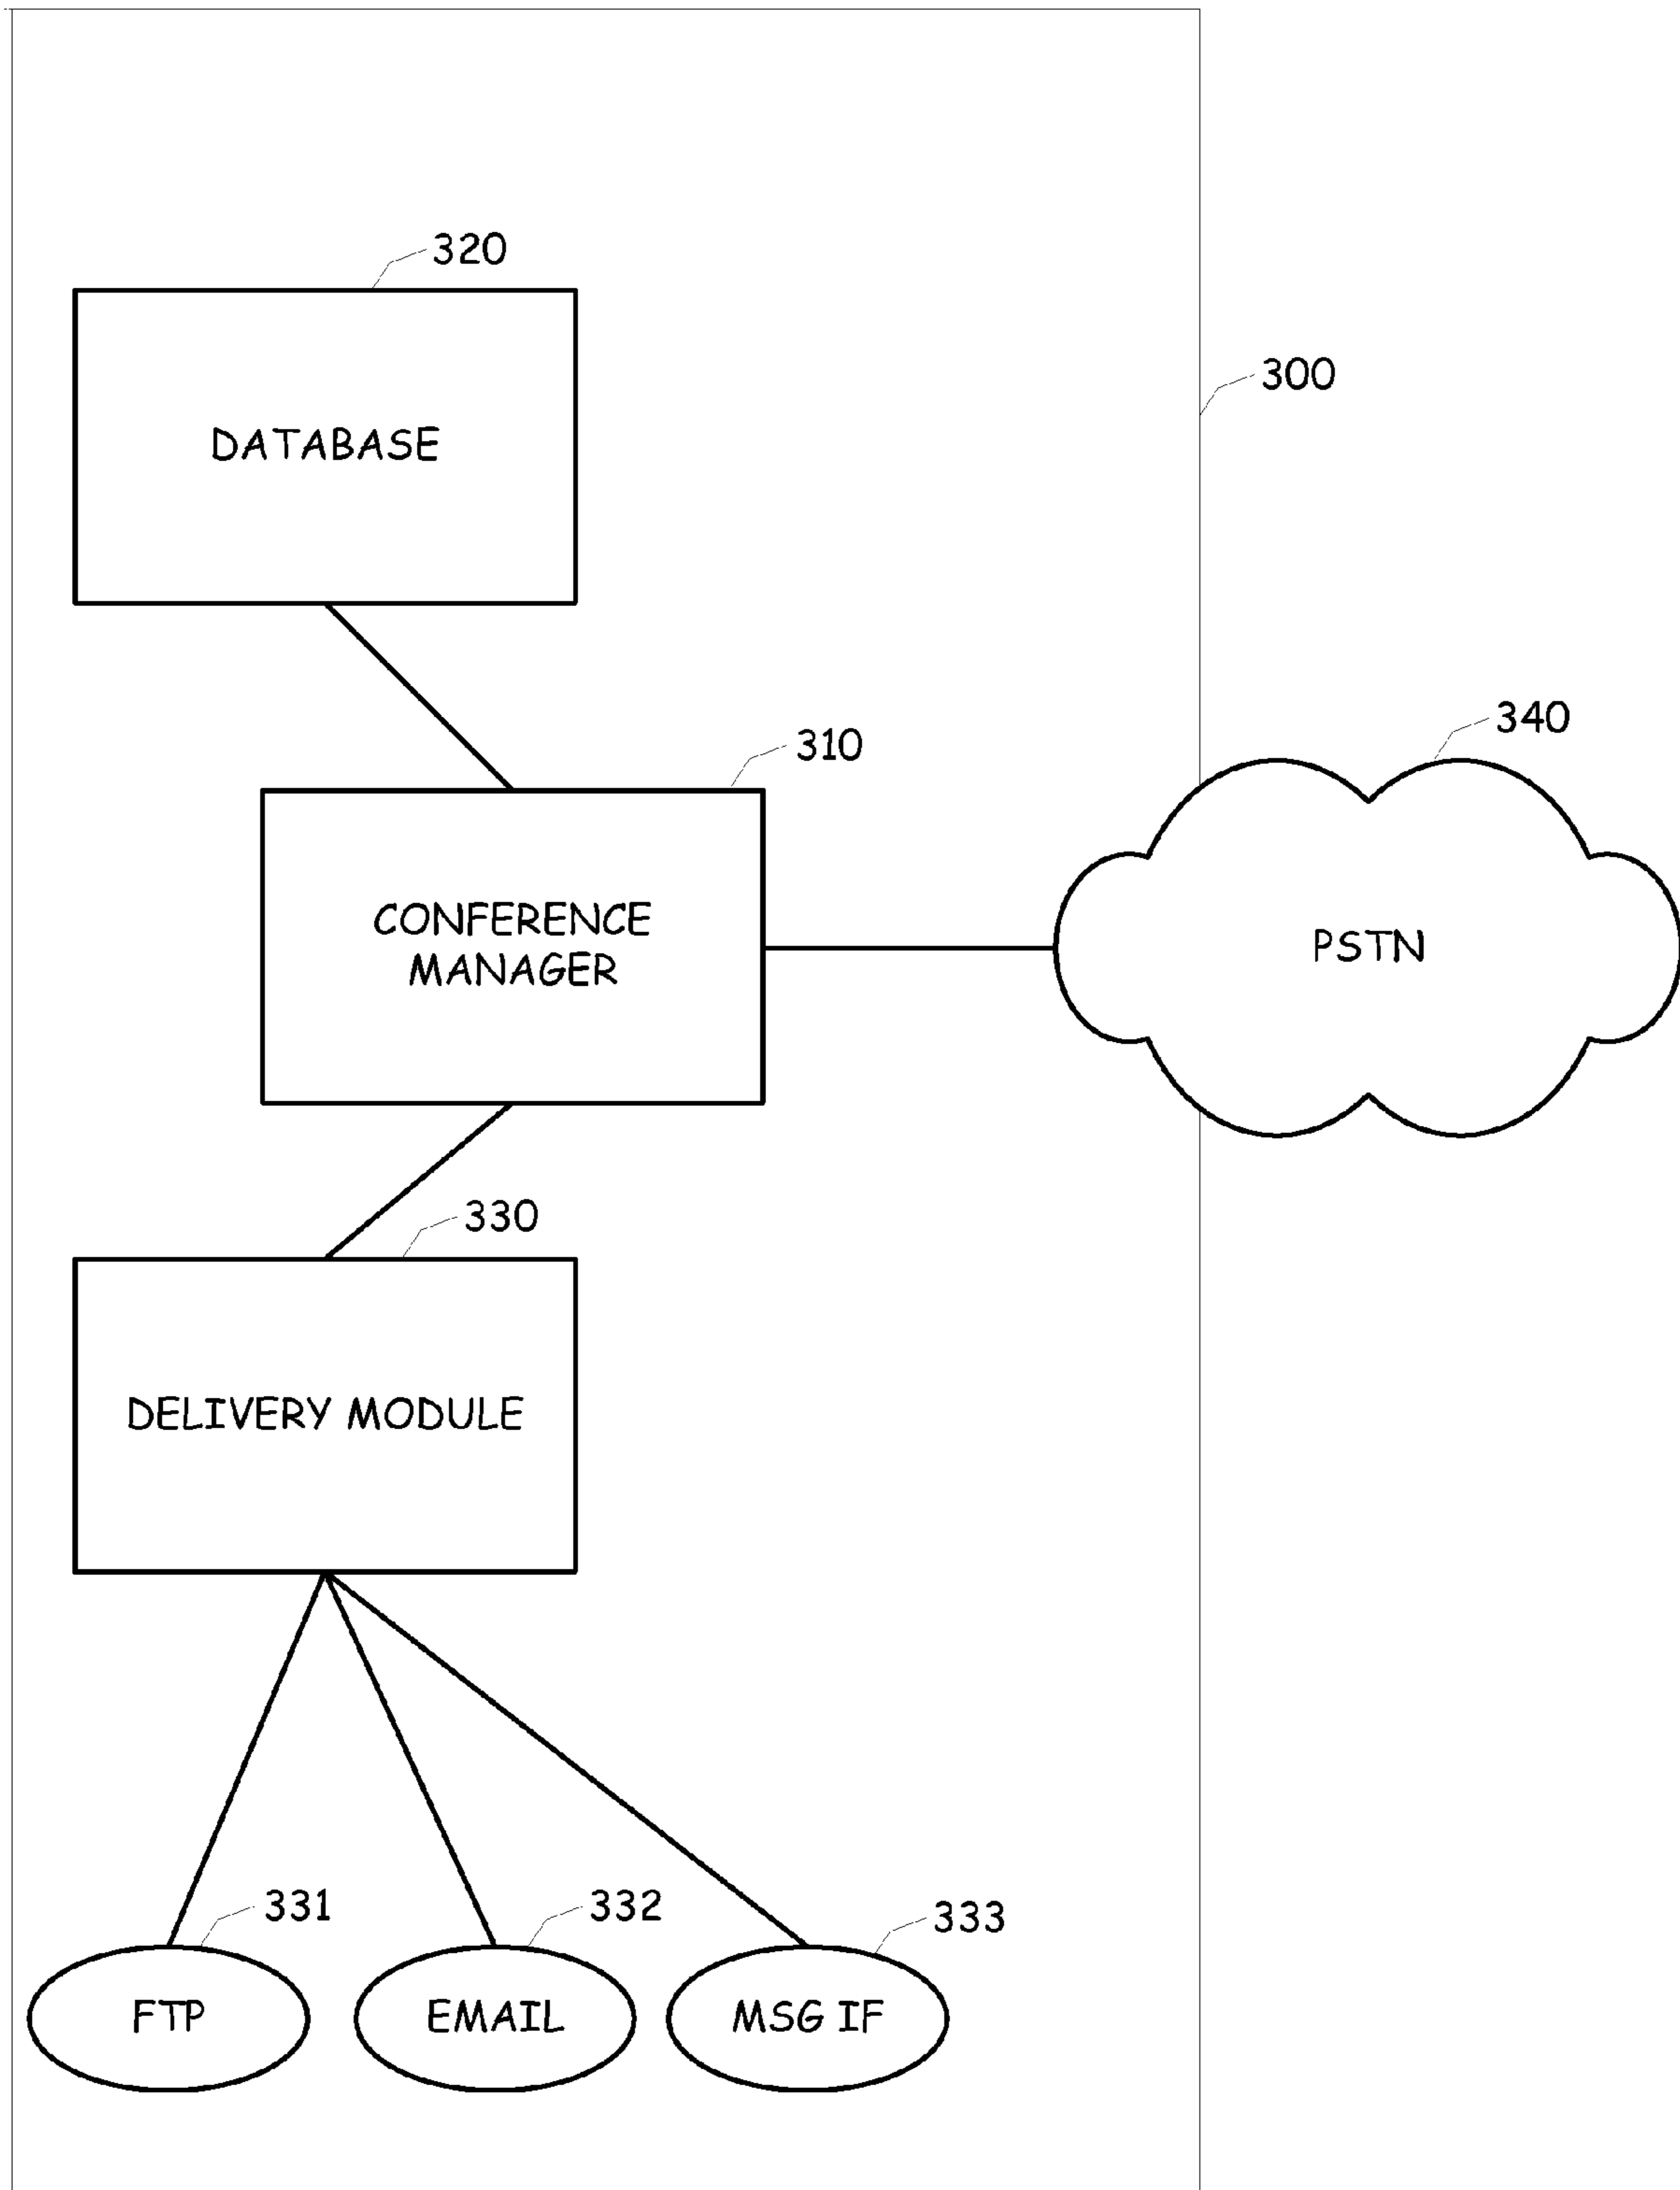 320
DATABASE
300
340
310
CONFERENCE
MANAGER
PSTN
330
DELIVERY MODULE
331
332
333
FTP
EMAIL
MSG IF